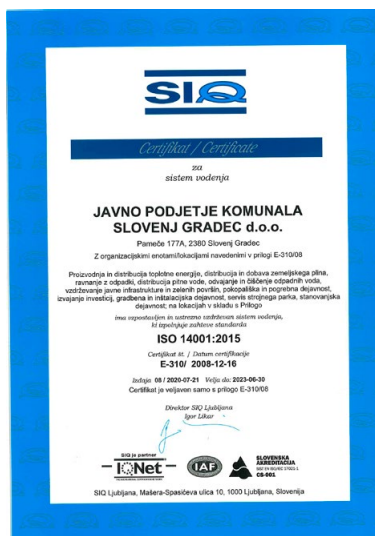 SIQ
Certifikat / Certificate
za
sistem vodenja
JAVNO PODJETJE KOMUNALA
SLOVENJ GRADEC d.o.o.
Pameče 177A, 2380 Slovenj Gradec
Z organizacijskimi enotami/lokacijami navedenimi v prilogi E-310/08
Proizvodnja in distribucija toplotne energije, distribucija in dobava zemeljskega plina,
ravnanje z odpadki, distribucija pitne vode, odvajanje in čiščenje odpadnih voda,
vzdrževanje javne infrastrukture in zelenih površin, pokopališka in pogrebna dejavnost,
izvajanje investicij, gradbena in inštalacijska dejavnost, servis strojnega parka, stanovanjska
dejavnost; na lokacijah v skladu s Prilogo
ima vzpostavljen in ustrezno vzdrževan sistem vodenja,
ki izpolnjuje zahteve standarda
ISO 14001:2015
Certifikat št. / Datum certifikacije
E-310/ 2008-12-16
Izdaja 08 / 2020-07-21 Velja do: 2023-06-30
Certifikat je veljaven samo s prilogo E-310/08
Direktor SIQ Ljubljana
Igor Likar
SIQ je partner
IQNet
IAF
SLOVENSKA
AKREDITACIJA
CS-001
SIQ Ljubljana, Mašera-Spasićeva ulica 10, 1000 Ljubljana, Slovenija